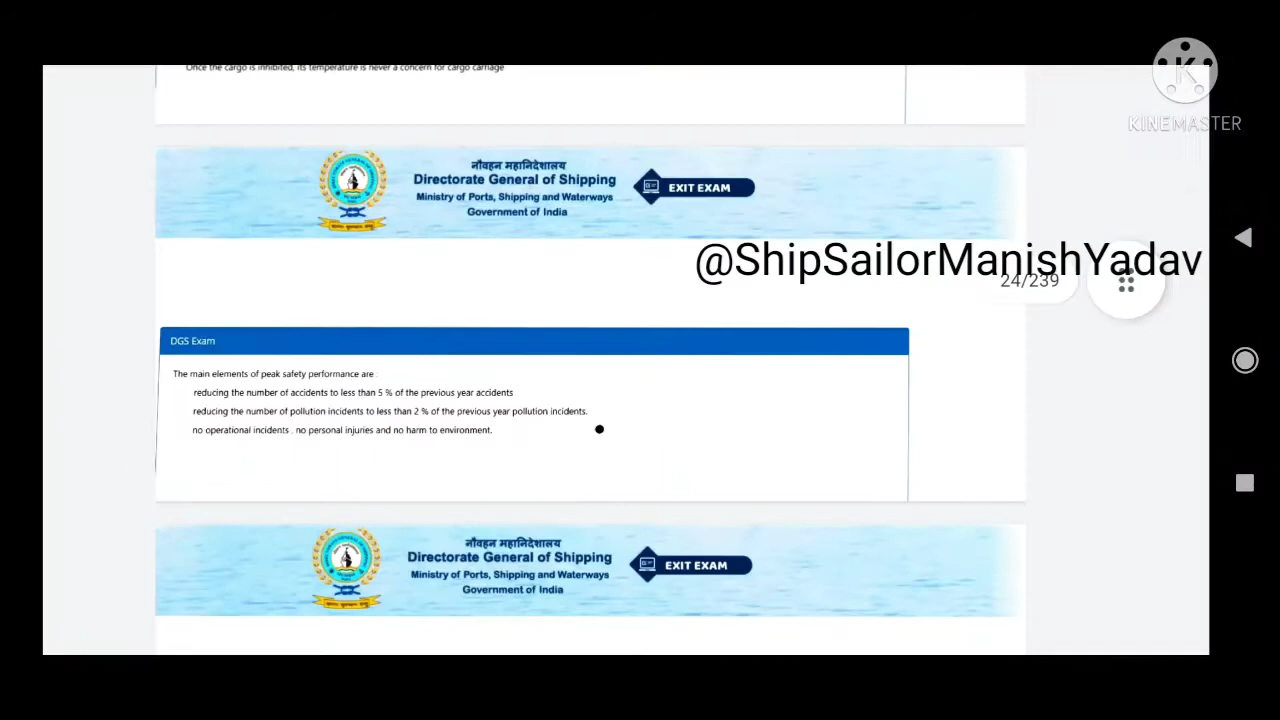 Once the cargo is inhibited, its temperature is never a concern for cargo carriage
KINEMASTER
नौवहन महानिदेशालय
Directorate General of Shipping
Ministry of Ports, Shipping and Waterways
Government of India
EXIT EXAM
@ShipSailorManishYadav
24/239
DGS Exam
The main elements of peak safety performance are :
reducing the number of accidents to less than 5 % of the previous year accidents
reducing the number of pollution incidents to less than 2 % of the previous year pollution incidents.
no operational incidents . no personal injuries and no harm to environment.
नौवहन महानिदेशालय
Directorate General of Shipping
Ministry of Ports, Shipping and Waterways
Government of India
EXIT EXAM